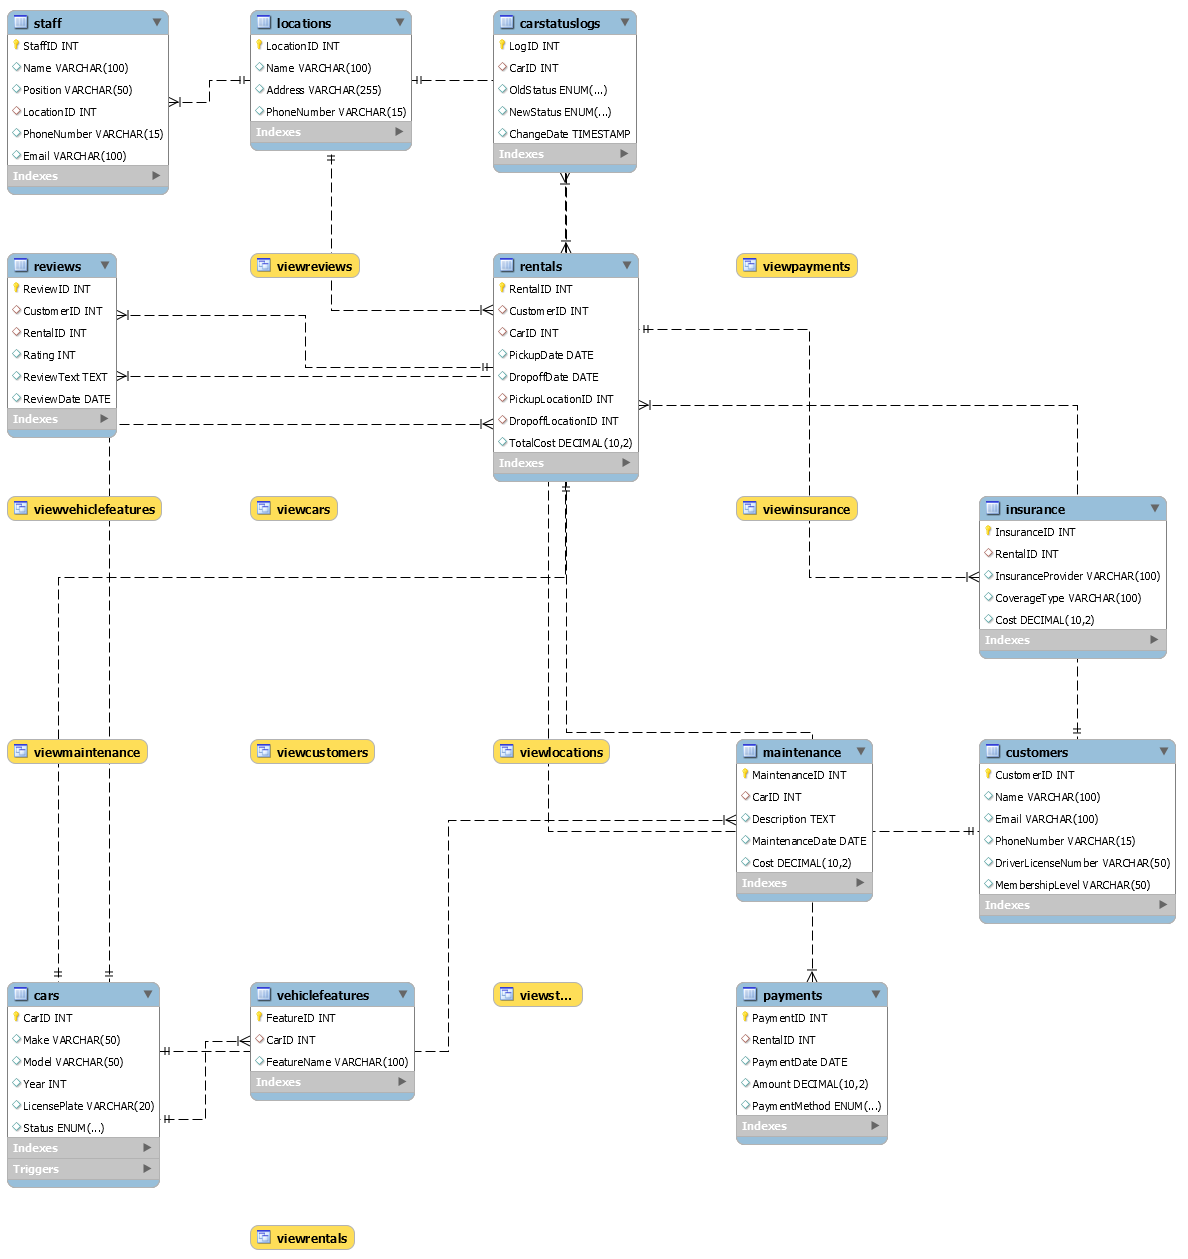 staff
StaffID INT
Name VARCHAR(100)
Position VARCHAR(50)
LocationID INT
PhoneNumber VARCHAR(15)
Email VARCHAR(100)
Indexes
locations
LocationID INT
Name VARCHAR(100)
Address VARCHAR(255)
PhoneNumber VARCHAR(15)
Indexes
carstatuslogs
LogID INT
CarID INT
OldStatus ENUM(...)
NewStatus ENUM(...)
ChangeDate TIMESTAMP
Indexes
reviews
ReviewID INT
CustomerID INT
RentalID INT
Rating INT
ReviewText TEXT
ReviewDate DATE
Indexes
viewreviews
rentals
RentalID INT
CustomerID INT
CarID INT
PickupDate DATE
DropoffDate DATE
PickupLocationID INT
DropoffLocationID INT
TotalCost DECIMAL(10,2)
Indexes
viewpayments
viewvehiclefeatures
viewcars
viewinsurance
insurance
InsuranceID INT
RentalID INT
InsuranceProvider VARCHAR(100)
CoverageType VARCHAR(100)
Cost DECIMAL(10,2)
Indexes
viewmaintenance
viewcustomers
viewlocations
maintenance
MaintenanceID INT
CarID INT
Description TEXT
MaintenanceDate DATE
Cost DECIMAL(10,2)
Indexes
customers
CustomerID INT
Name VARCHAR(100)
Email VARCHAR(100)
PhoneNumber VARCHAR(15)
DriverLicenseNumber VARCHAR(50)
MembershipLevel VARCHAR(50)
Indexes
cars
CarID INT
Make VARCHAR(50)
Model VARCHAR(50)
Year INT
LicensePlate VARCHAR(20)
Status ENUM(...)
Indexes
Triggers
vehiclefeatures
FeatureID INT
CarID INT
FeatureName VARCHAR(100)
Indexes
viewst...
payments
PaymentID INT
RentalID INT
PaymentDate DATE
Amount DECIMAL(10,2)
PaymentMethod ENUM(...)
Indexes
viewrentals